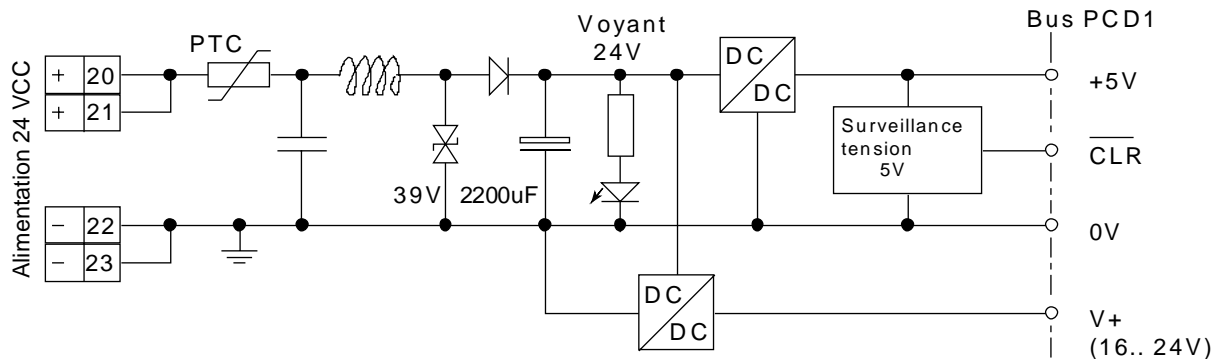 Bus PCD1
Voyant
24V
PTC
Alimentation 24 VCC
+ 20
+ 21
- 22
- 23
39V
2200uF
DC
DC
Surveillance
tension
5V
DC
DC
+5V
CLR
0V
V+
(16.. 24V)